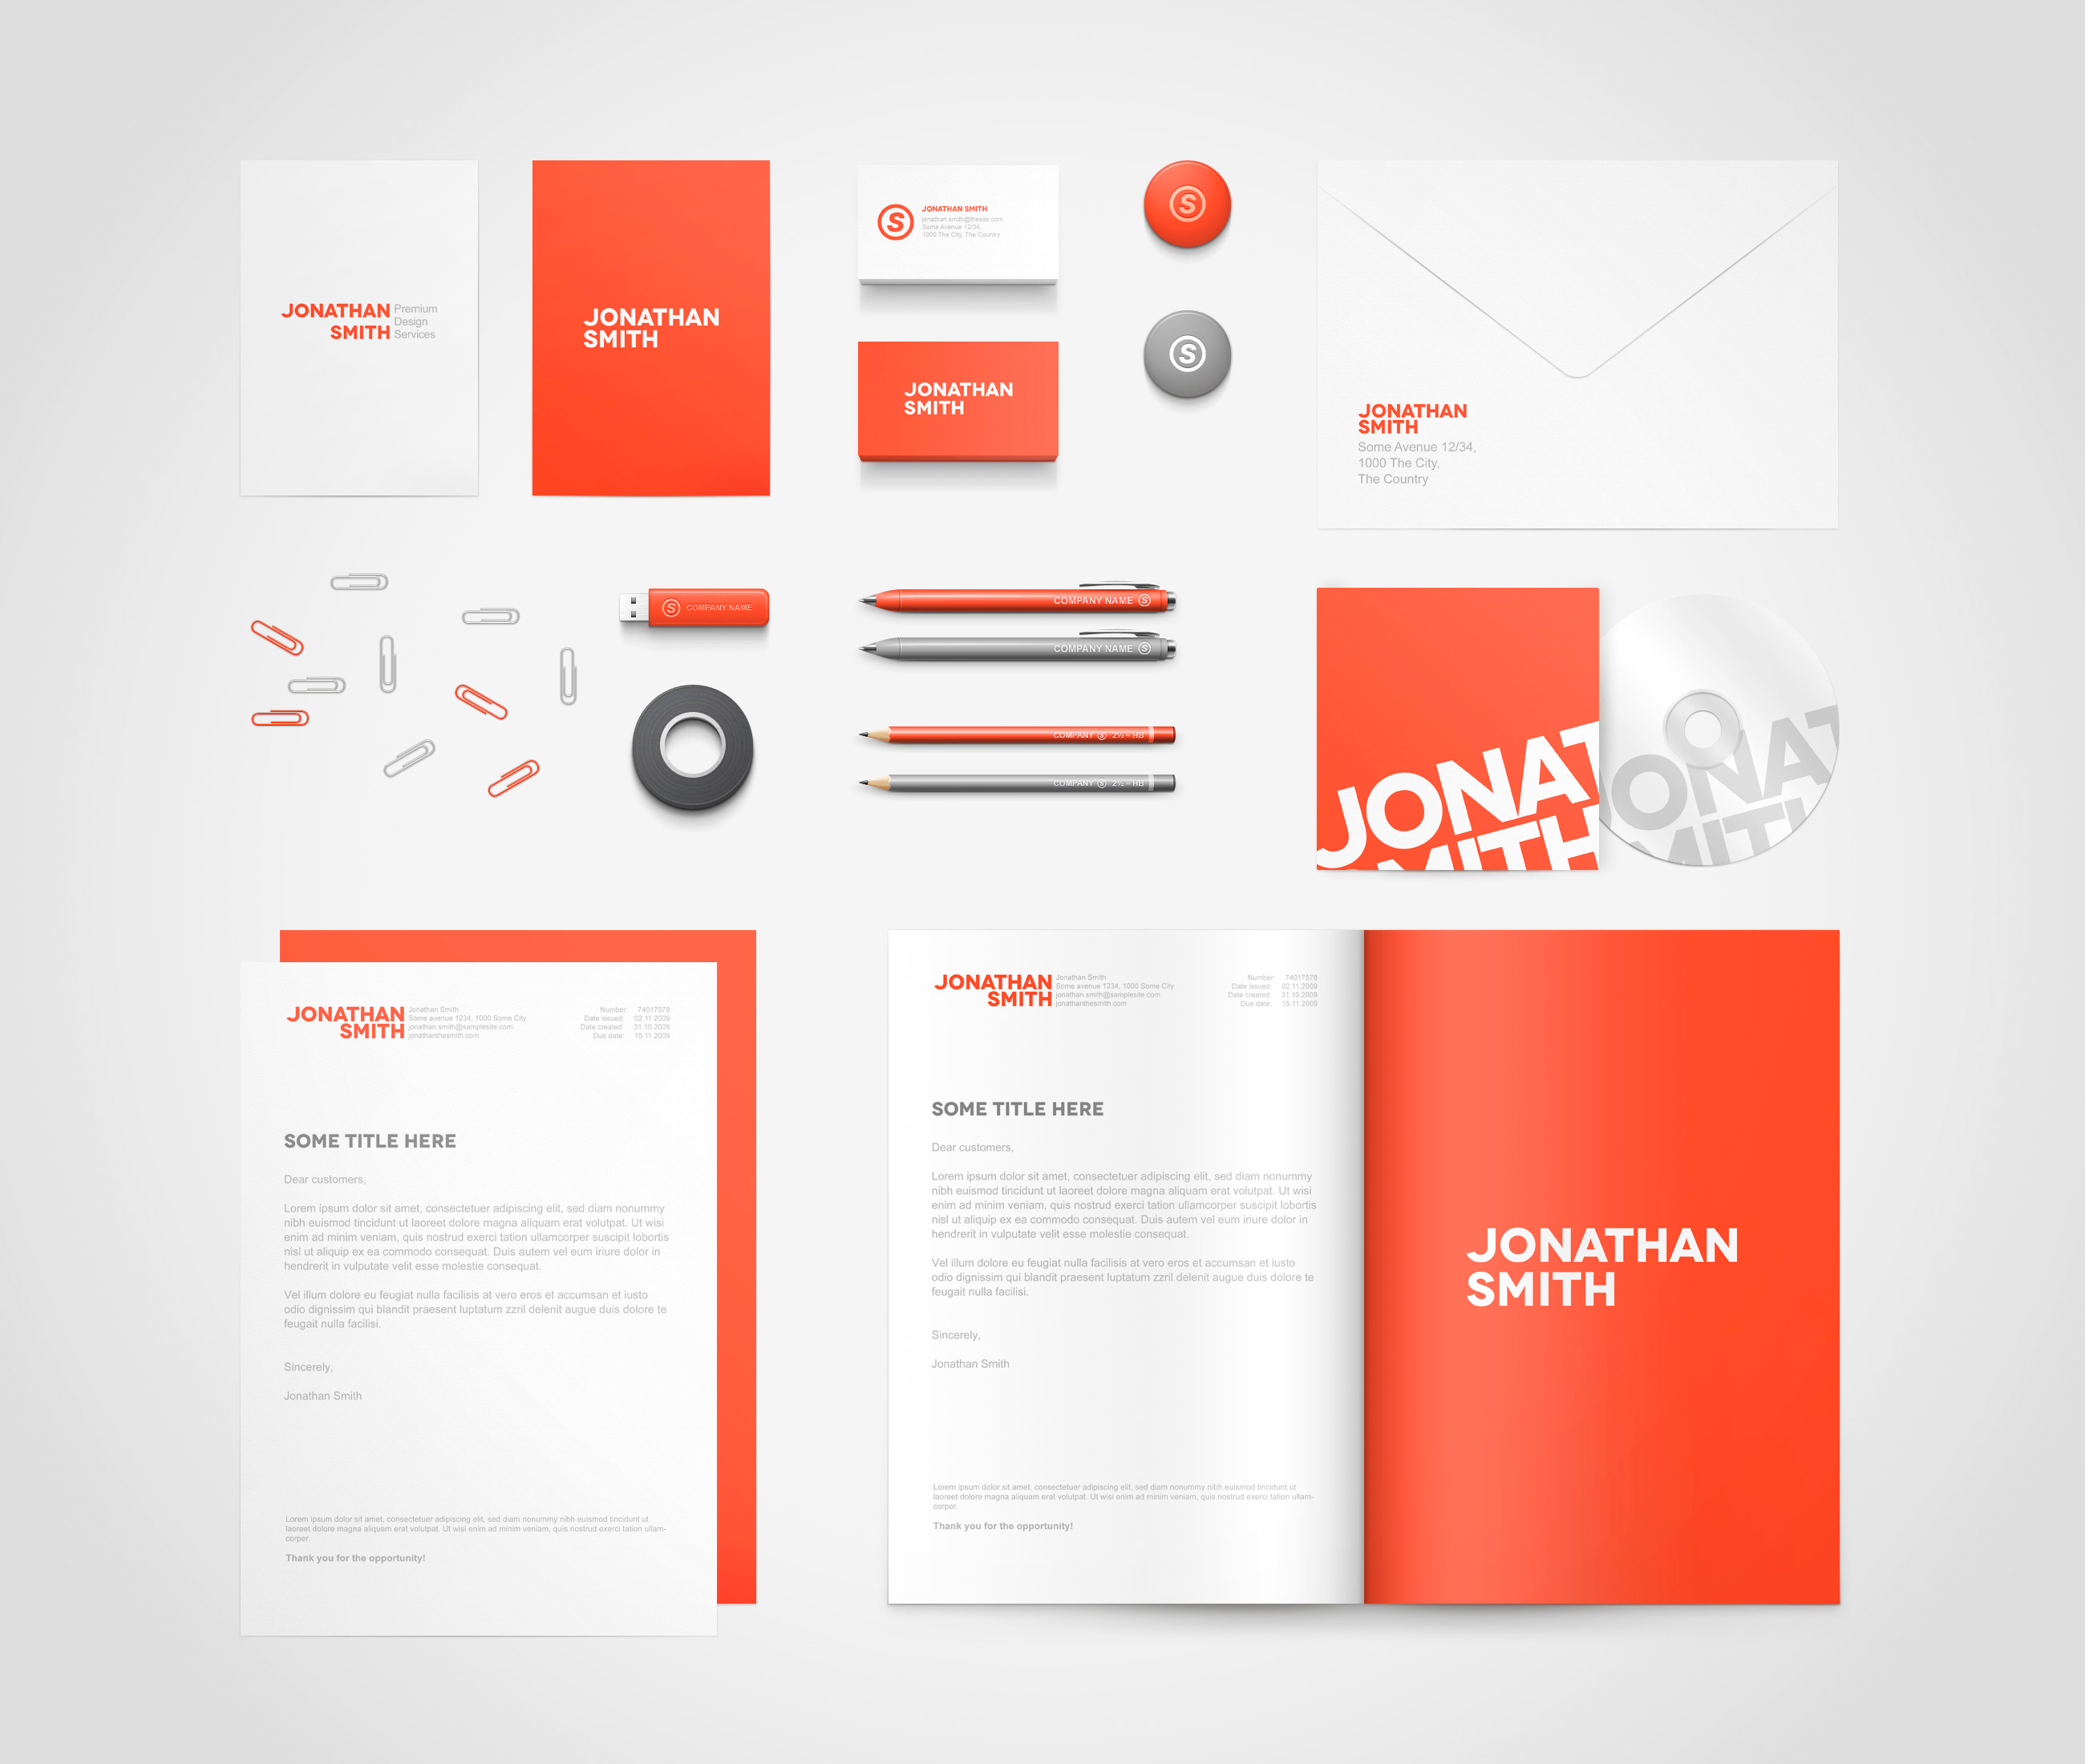 JONATHAN
SMITH
Premium
Design
Services
JONATHAN
SMITH
S
JONATHAN SMITH
jonathan.smith@thesite.com
Some Avenue 12/34,
1000 The City, The Country
JONATHAN
SMITH
S
S
JONATHAN
SMITH
Some Avenue 12/34,
1000 The City,
The Country
S COMPANY NAME
COMPANY NAME S
COMPANY NAME S
COMPANY S 2½ = HB
COMPANY S 2½ = HB
JONAT
SMITH
ONAT
MITH
JONATHAN
SMITH
Jonathan Smith
Some avenue 1234, 1000 Some City
jonathan.smith@samplesite.com
jonathanthesmith.com
Number: 74017578
Date issued: 02.11.2009
Date created: 31.10.2009
Due date: 15.11.2009
SOME TITLE HERE
Dear customers,
Lorem ipsum dolor sit amet, consectetuer adipiscing elit, sed diam nonummy
nibh euismod tincidunt ut laoreet dolore magna aliquam erat volutpat. Ut wisi
enim ad minim veniam, quis nostrud exerci tation ullamcorper suscipit lobortis
nisl ut aliquip ex ea commodo consequat. Duis autem vel eum iriure dolor in
hendrerit in vulputate velit esse molestie consequat.
Vel illum dolore eu feugiat nulla facilisis at vero eros et accumsan et iusto
odio dignissim qui blandit praesent luptatum zzril delenit augue duis dolore te
feugait nulla facilisi.
Sincerely,
Jonathan Smith
Lorem ipsum dolor sit amet, consectetuer adipiscing elit, sed diam nonummy nibh euismod tincidunt ut
laoreet dolore magna aliquam erat volutpat. Ut wisi enim ad minim veniam, quis nostrud exerci tation ullam-
corper.
Thank you for the opportunity!
JONATHAN
SMITH
Jonathan Smith
Some avenue 1234, 1000 Some City
jonathan.smith@samplesite.com
jonathanthesmith.com
Number: 74017578
Date issued: 02.11.2009
Date created: 31.10.2009
Due date: 15.11.2009
SOME TITLE HERE
Dear customers,
Lorem ipsum dolor sit amet, consectetuer adipiscing elit, sed diam nonummy
nibh euismod tincidunt ut laoreet dolore magna aliquam erat volutpat. Ut wisi
enim ad minim veniam, quis nostrud exerci tation ullamcorper suscipit lobortis
nisl ut aliquip ex ea commodo consequat. Duis autem vel eum iriure dolor in
hendrerit in vulputate velit esse molestie consequat.
Vel illum dolore eu feugiat nulla facilisis at vero eros et accumsan et iusto
odio dignissim qui blandit praesent luptatum zzril delenit augue duis dolore te
feugait nulla facilisi.
Sincerely,
Jonathan Smith
Lorem ipsum dolor sit amet, consectetuer adipiscing elit, sed diam nonummy nibh euismod tincidunt ut
laoreet dolore magna aliquam erat volutpat. Ut wisi enim ad minim veniam, quis nostrud exerci tation ullam-
corper.
Thank you for the opportunity!
JONATHAN
SMITH